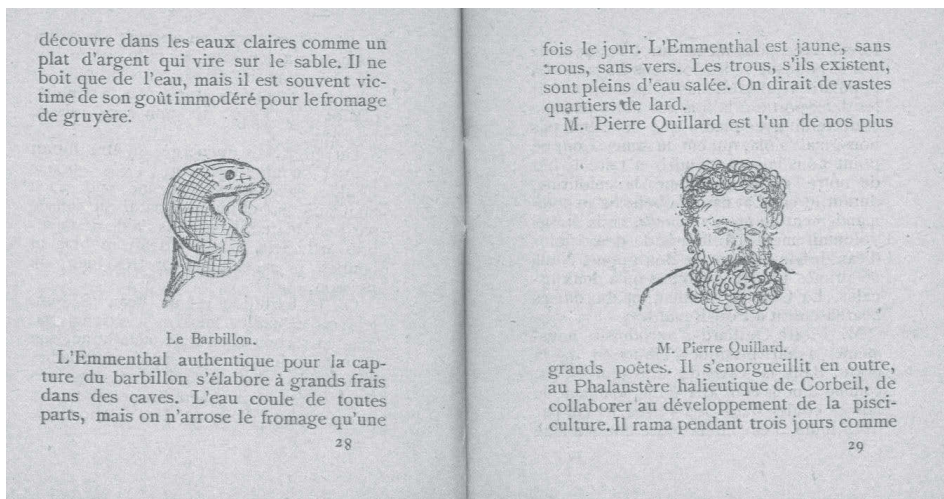 découvre dans les eaux claires comme un
plat d'argent qui vire sur le sable. Il ne
boit que de l'eau, mais il est souvent vic-
time de son goût immodéré pour le fromage
de gruyère.
Le Barbillon.
L'Emmenthal authentique pour la cap-
ture du barbillon s'élabore à grands frais
dans des caves. L'eau coule de toutes
parts, mais on n'arrose le fromage qu'une
28
fois le jour. L'Emmenthal est jaune, sans
trous, sans vers. Les trous, s'ils existent,
sont pleins d'eau salée. On dirait de vastes
quartiers de lard.
M. Pierre Quillard est l'un de nos plus
M. Pierre Quillard.
grands poètes. Il s'enorgueillit en outre,
au Phalanstère halieutique de Corbeil, de
collaborer au développement de la pisci-
culture. Il rama pendant trois jours comme
29